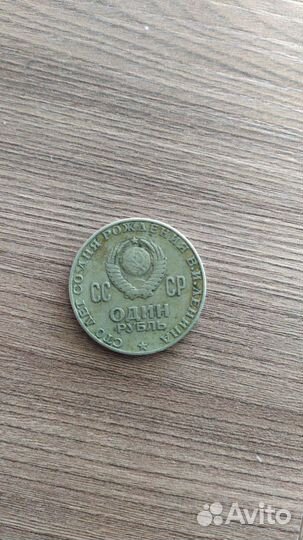 СТО ЛЕТ СО ДНЯ РОЖДЕНИЯ В.И.ЛЕНИНА
СС СР
ОДИН
РУБЛЬ
Avito